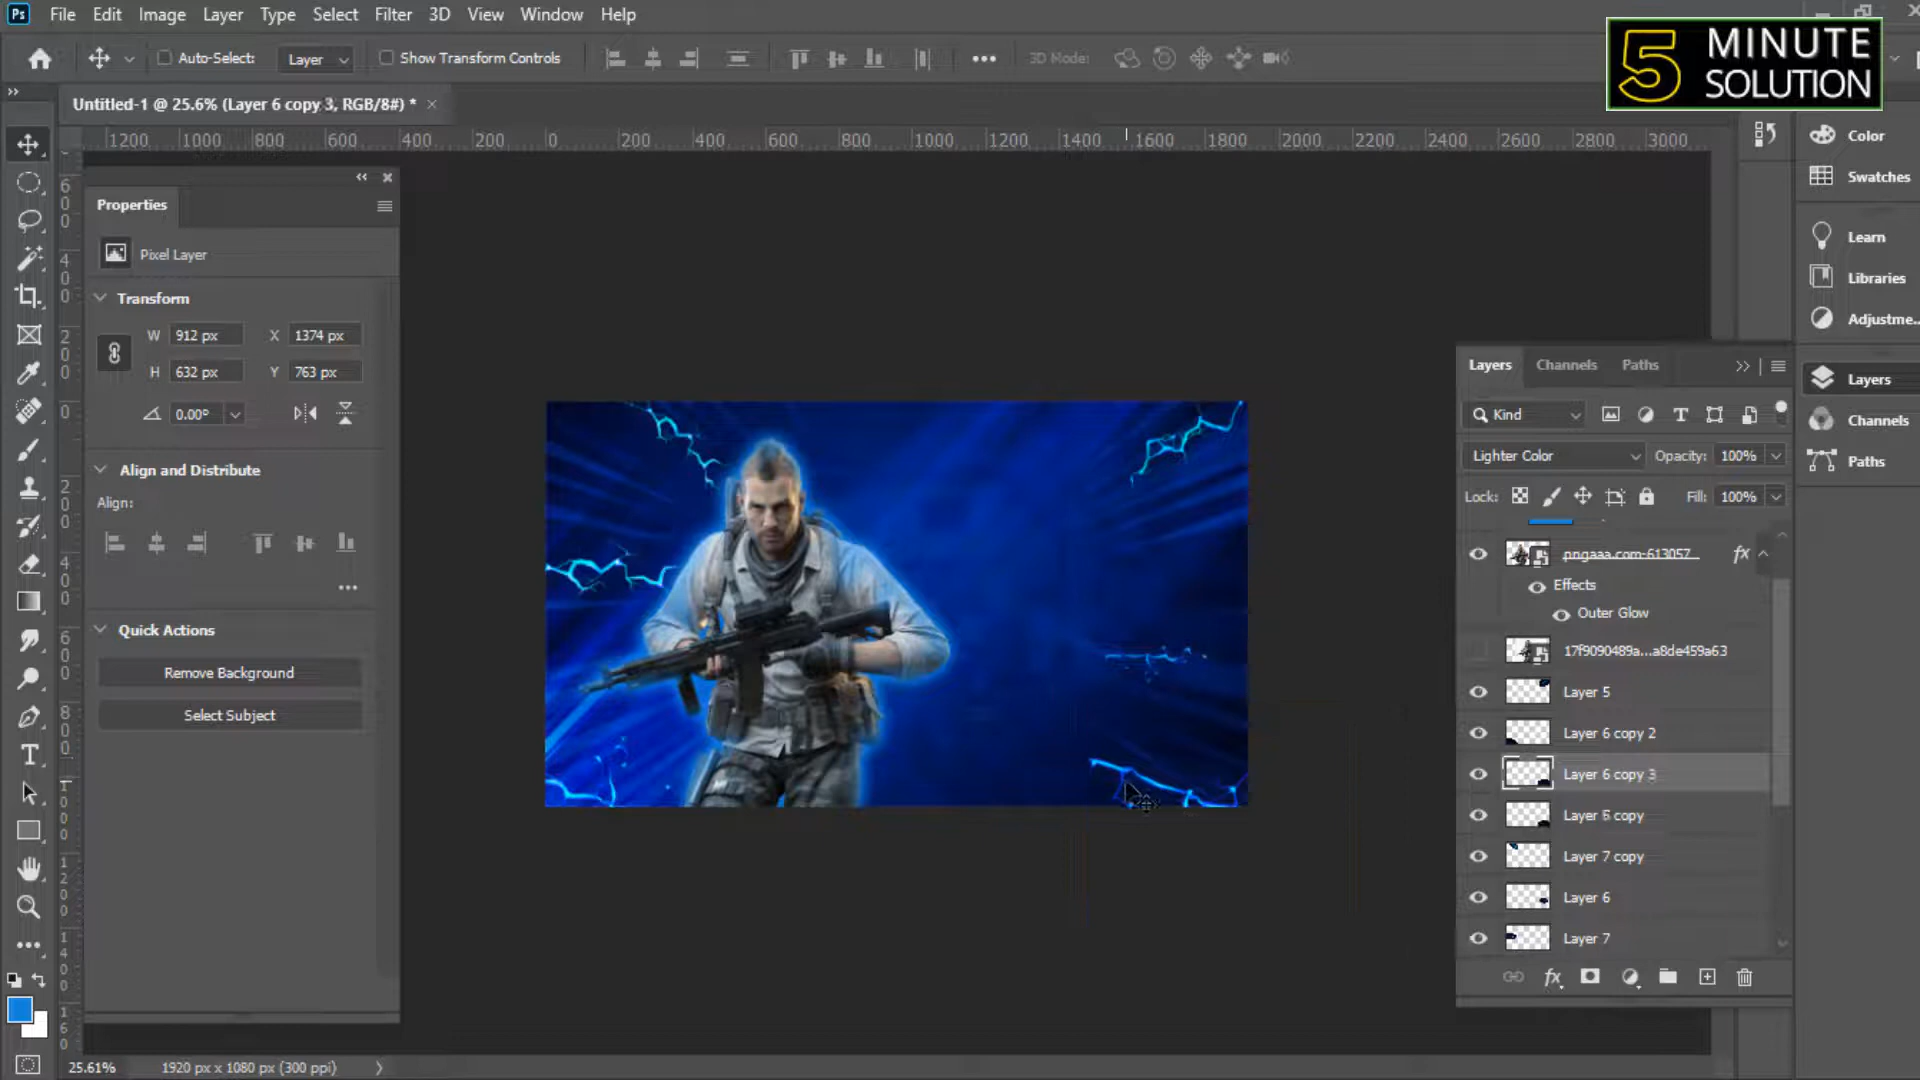 Ps File Edit Image Layer Type Select Filter 3D View Window Help
Auto-Select: Layer Show Transform Controls 3D Mode:
5 MINUTE SOLUTION
Untitled-1 @ 25.6% (Layer 6 copy 3, RGB/8#) *
1200 1000 800 600 400 200 0 200 400 600 800 1000 1200 1400 1600 1800 2000 2200 2400 2600 2800 3000
Properties
Pixel Layer
Transform
W 912 px X 1374 px
H 632 px Y 763 px
0.00º
Align and Distribute
Align:
Quick Actions
Remove Background
Select Subject
Color
Swatches
Learn
Libraries
Adjustme...
Layers
Channels
Paths
Layers Channels Paths
Kind
Lighter Color Opacity: 100%
Lock: Fill: 100%
pngaaa.com-613057... fx
Effects
Outer Glow
17f9090489a...a8de459a63
Layer 5
Layer 6 copy 2
Layer 6 copy 3
Layer 6 copy
Layer 7 copy
Layer 6
Layer 7
fx
25.61% 1920 px x 1080 px (300 ppi)